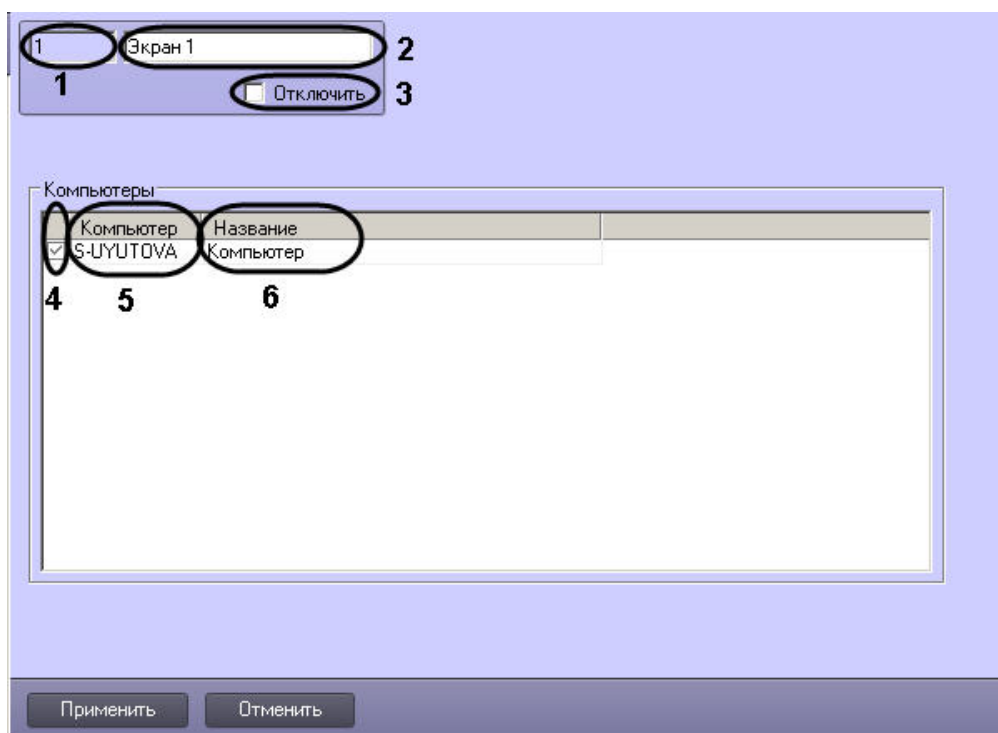 1 Экран 1 2
1 Отключить 3
Компьютеры
Компьютер Название
S-UYUTOVA Компьютер
4 5 6
Применить Отменить